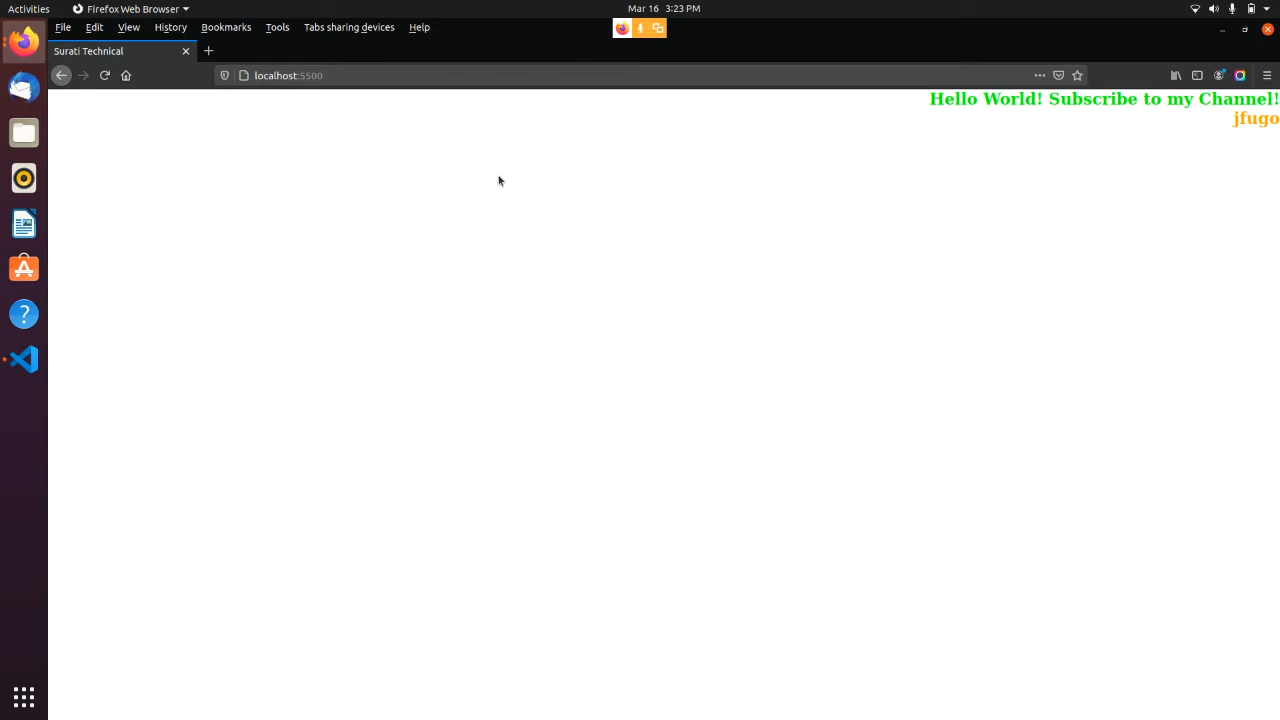 Activities Firefox Web Browser Mar 16 3:23 PM
File Edit View History Bookmarks Tools Tabs sharing devices Help
Surati Technical
localhost:5500
Hello World! Subscribe to my Channel!
jfugo